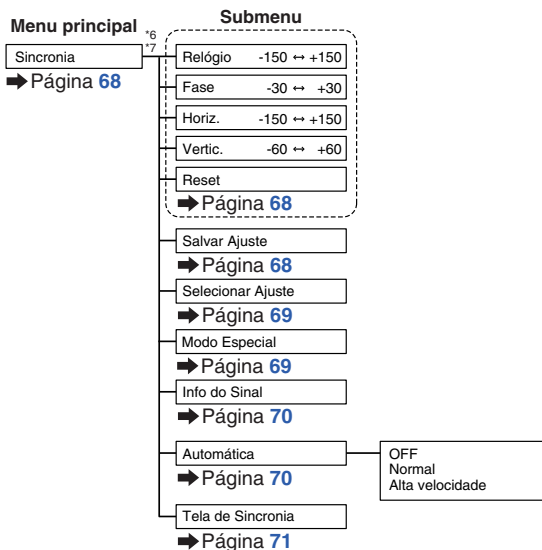 Menu principal
Submenu
Sincronia
*6
*7
➡Página 68
Relógio -150 ↔ +150
Fase -30 ↔ +30
Horiz. -150 ↔ +150
Vertic. -60 ↔ +60
Reset
➡Página 68
Salvar Ajuste
➡Página 68
Selecionar Ajuste
➡Página 69
Modo Especial
➡Página 69
Info do Sinal
➡Página 70
Automática
➡Página 70
OFF
Normal
Alta velocidade
Tela de Sincronia
➡Página 71